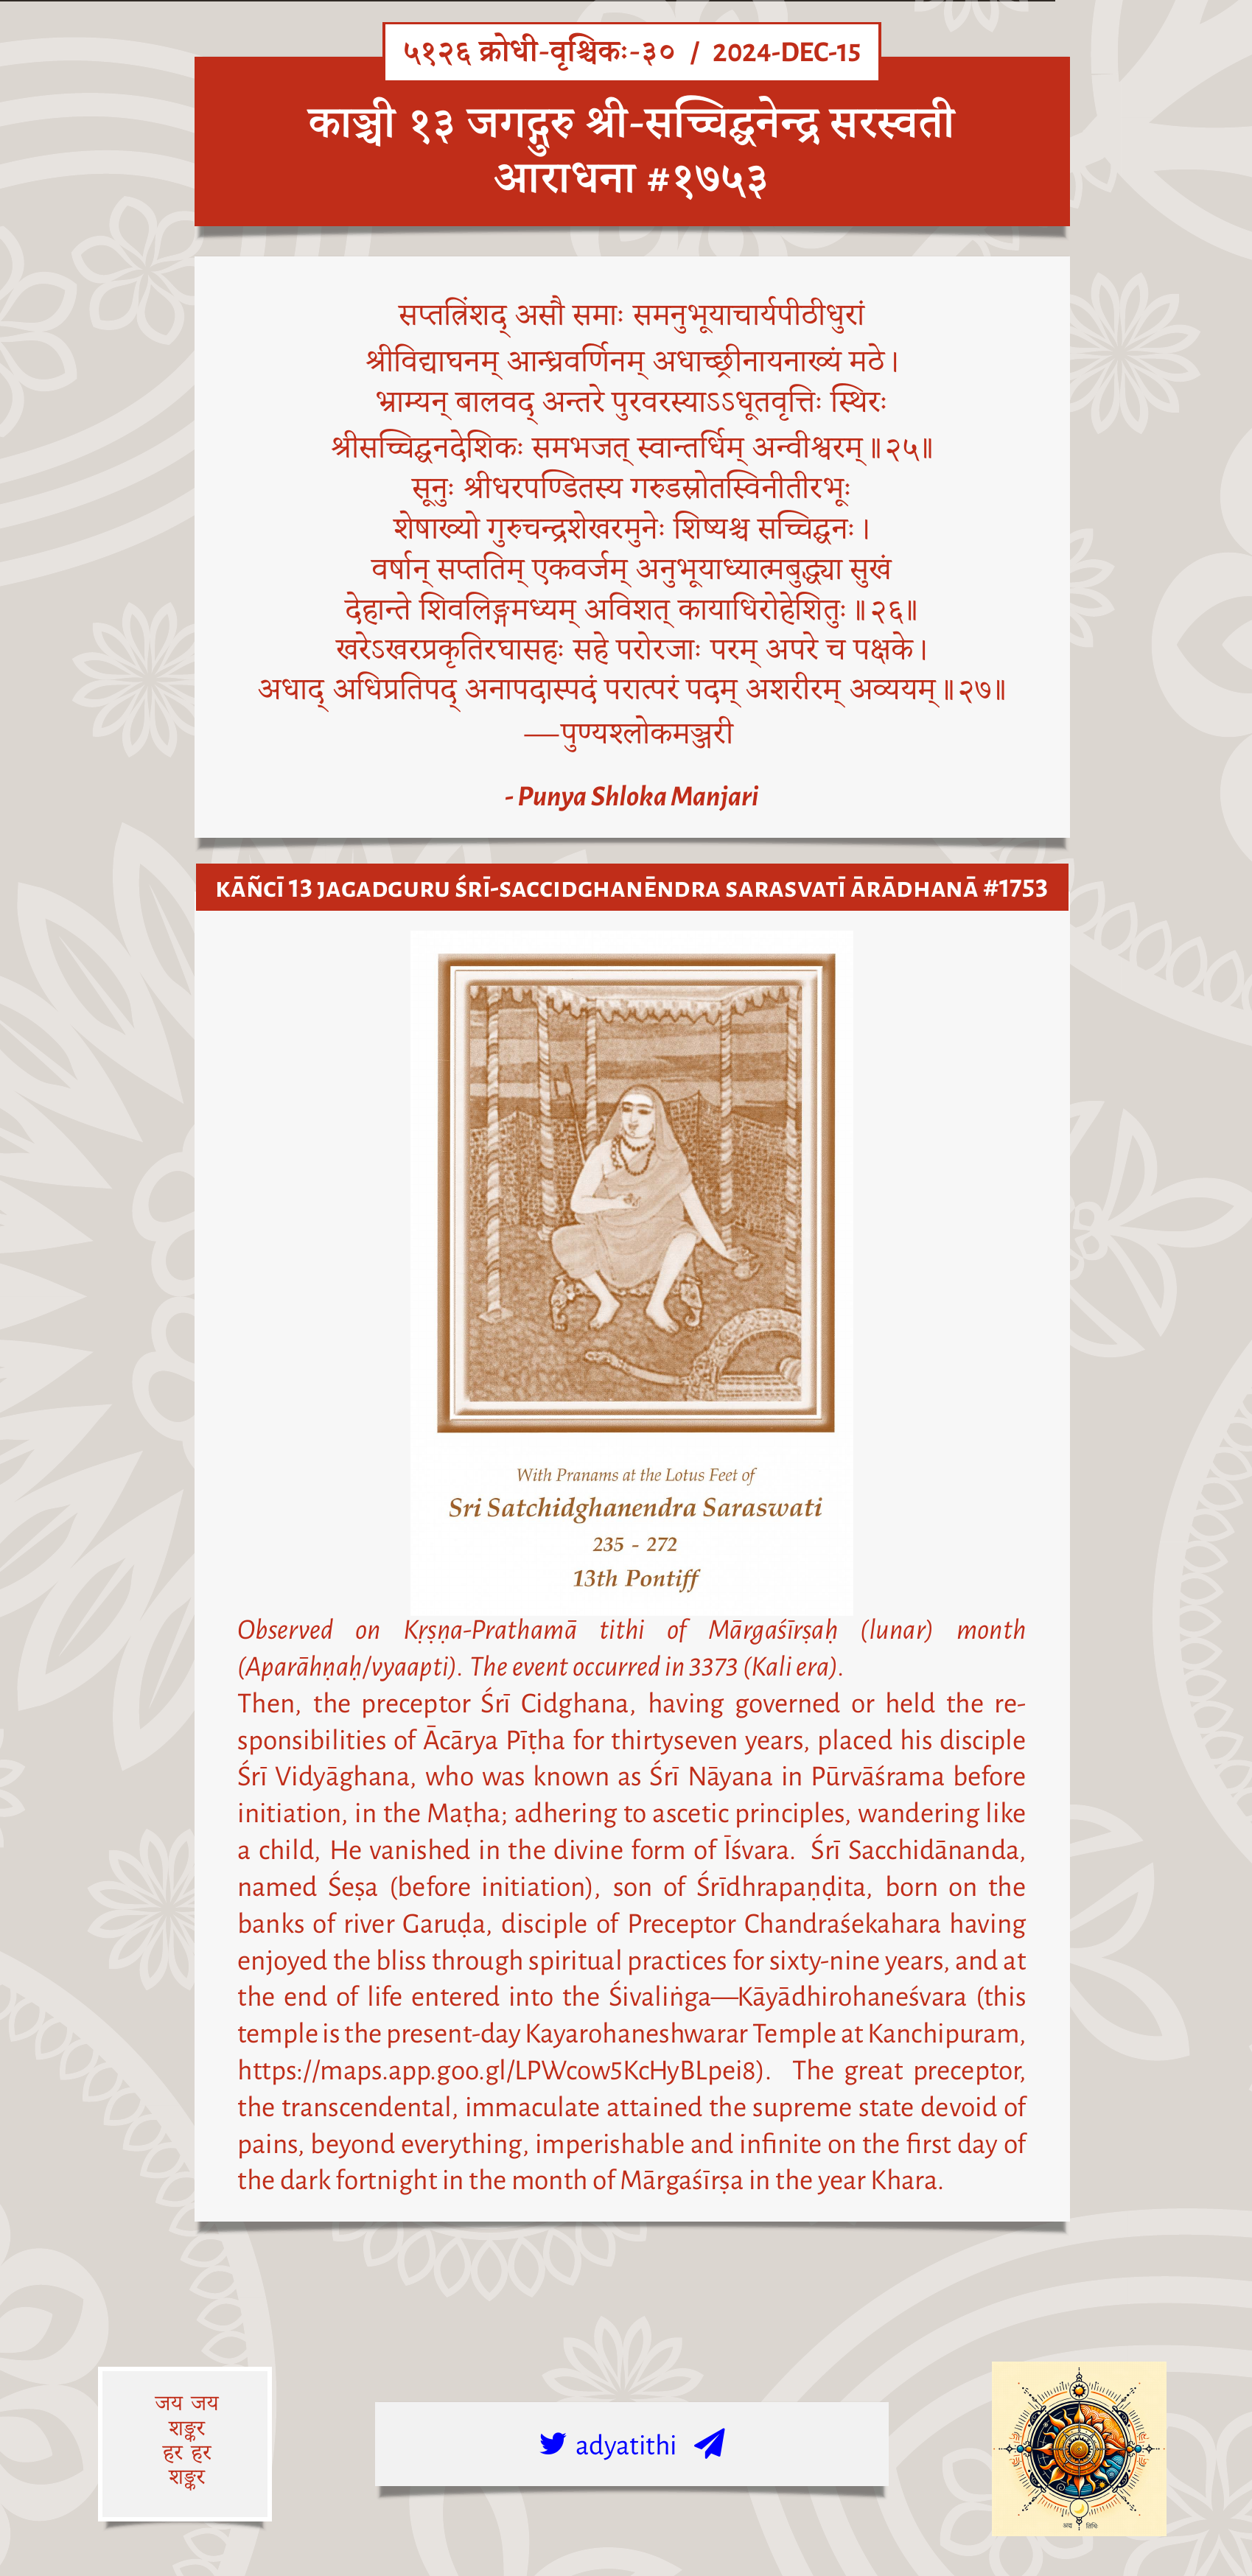 ५१२६ क्रोधी-वृश्चिकः-३० / 2024-DEC-15
काञ्ची १३ जगद्गुरु श्री-सच्चिद्घनेन्द्र सरस्वती
आराधना #१७५३
सप्तत्रिंशद् असौ समाः समनुभूयाचार्यपीठीधुरां
श्रीविद्याघनम् आन्ध्रवर्णिनम् अधाच्छ्रीनायनाख्यं मठे।
भ्राम्यन् बालवद् अन्तरे पुरवरस्याऽऽधूतवृत्तिः स्थिरः
श्रीसच्चिद्घनदेशिकः समभजत् स्वान्तर्धिम् अन्वीश्वरम्॥२५॥
सूनुः श्रीधरपण्डितस्य गरुडस्रोतस्विनीतीरभूः
शेषाख्यो गुरुचन्द्रशेखरमुनेः शिष्यश्च सच्चिद्घनः।
वर्षान् सप्ततिम् एकवर्जम् अनुभूयाध्यात्मबुद्ध्या सुखं
देहान्ते शिवलिङ्गमध्यम् अविशत् कायाधिरोहेशितुः॥२६॥
खरेऽखरप्रकृतिरघासहः सहे परोरजाः परम् अपरे च पक्षके।
अधाद् अधिप्रतिपद् अनापदास्पदं परात्परं पदम् अशरीरम् अव्ययम्॥२७॥
—पुण्यश्लोकमञ्जरी
- Punya Shloka Manjari
KĀÑCĪ 13 JAGADGURU ŚRĪ-SACCIDGHANĒNDRA SARASVATĪ ĀRĀDHANĀ #1753
With Pranams at the Lotus Feet of
Sri Satchidghanendra Saraswati
235 - 272
13th Pontiff
Observed on Kṛṣṇa-Prathamā tithi of Mārgaśīrṣaḥ (lunar) month
(Aparāhṇaḥ/vyaapti). The event occurred in 3373 (Kali era).
Then, the preceptor Śrī Cidghana, having governed or held the re-
sponsibilities of Ācārya Pīṭha for thirtyseven years, placed his disciple
Śrī Vidyāghana, who was known as Śrī Nāyana in Pūrvāśrama before
initiation, in the Maṭha; adhering to ascetic principles, wandering like
a child, He vanished in the divine form of Īśvara. Śrī Sacchidānanda,
named Śeṣa (before initiation), son of Śrīdhrapaṇḍita, born on the
banks of river Garuḍa, disciple of Preceptor Chandraśekahara having
enjoyed the bliss through spiritual practices for sixty-nine years, and at
the end of life entered into the Śivaliṅga—Kāyādhirohaneśvara (this
temple is the present-day Kayarohaneshwarar Temple at Kanchipuram,
https://maps.app.goo.gl/LPWcow5KcHyBLpei8). The great preceptor,
the transcendental, immaculate attained the supreme state devoid of
pains, beyond everything, imperishable and infinite on the first day of
the dark fortnight in the month of Mārgaśīrṣa in the year Khara.
जय जय
शङ्कर
हर हर
शङ्कर
adyatithi
अद्य तिथिः